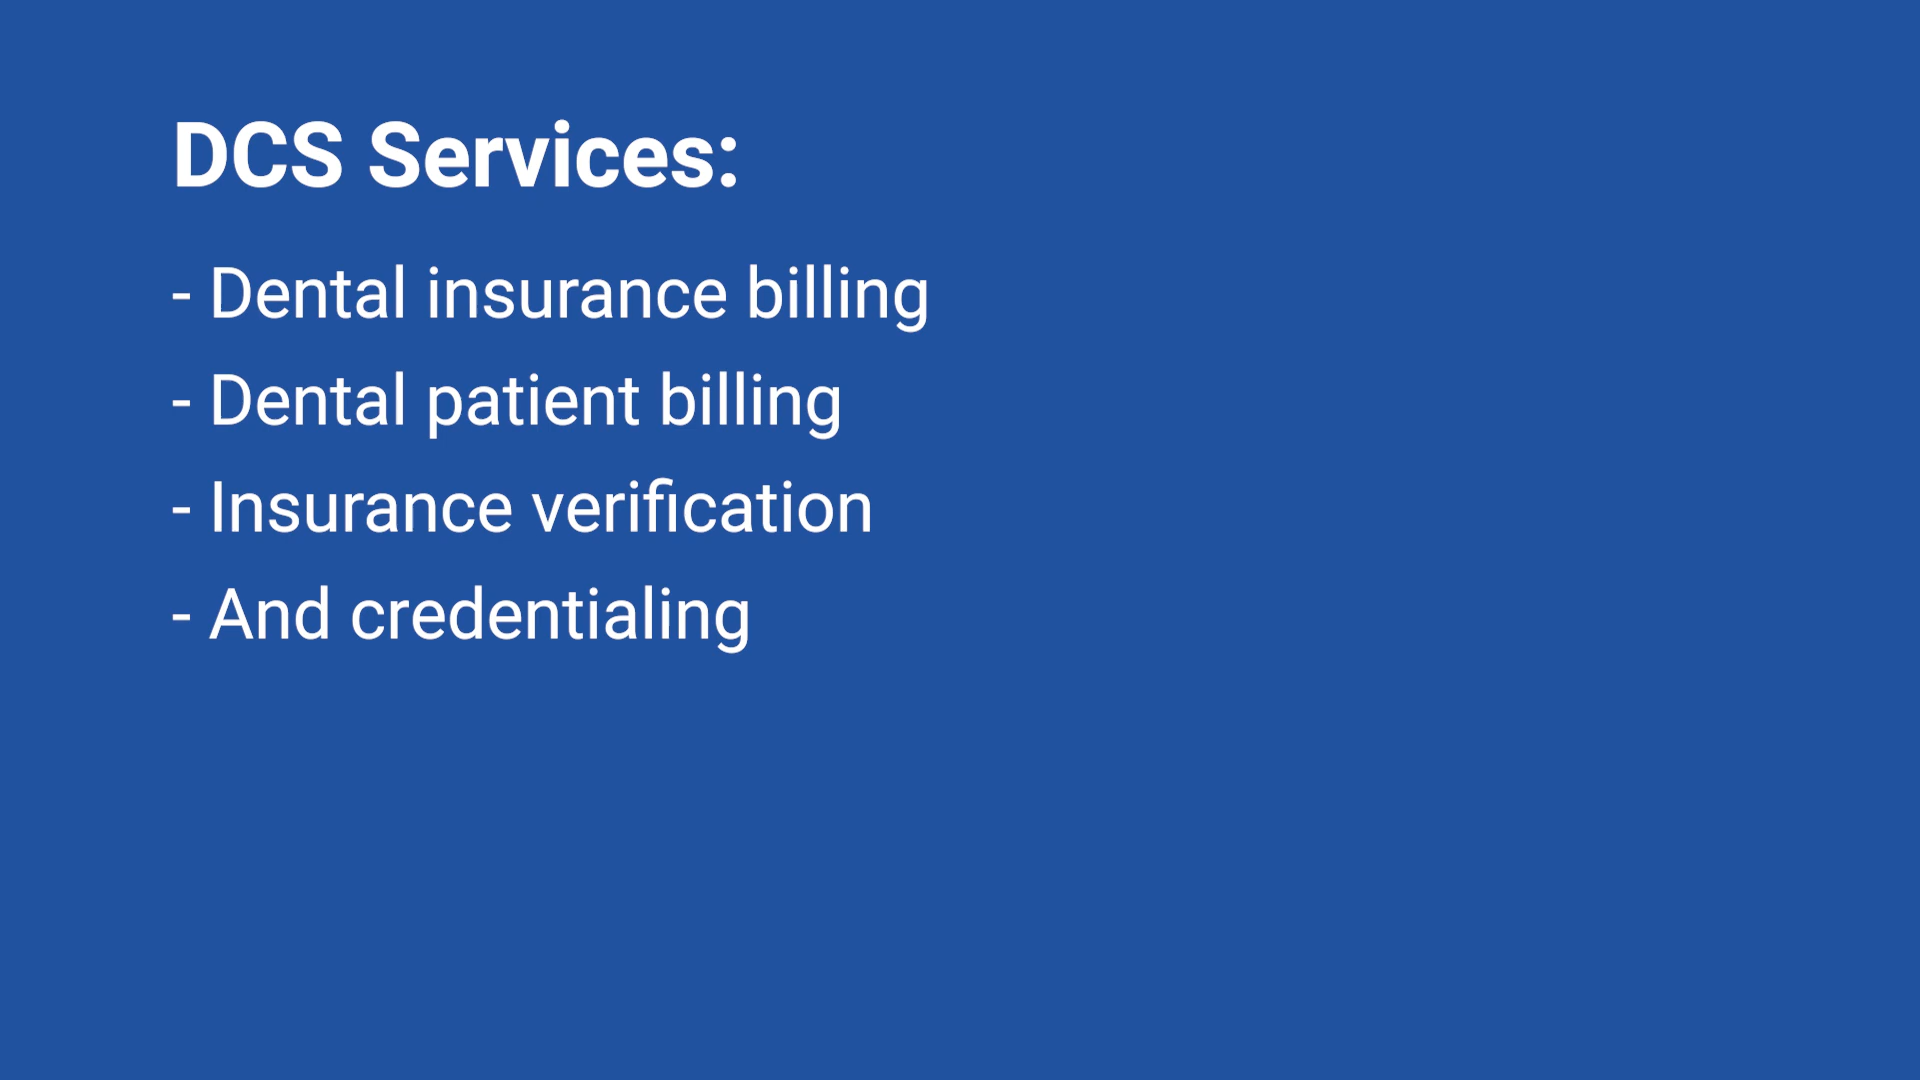 DCS Services:
- Dental insurance billing
- Dental patient billing
- Insurance verification
- And credentialing